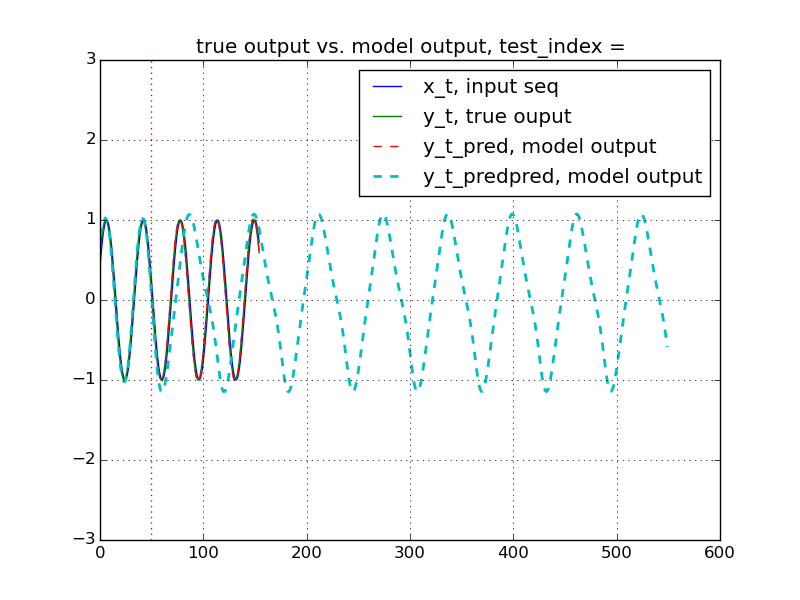 true output vs. model output, test_index =
3
2
1
0
−1
−2
−3
x_t, input seq
y_t, true ouput
y_t_pred, model output
y_t_predpred, model output
0 100 200 300 400 500 600